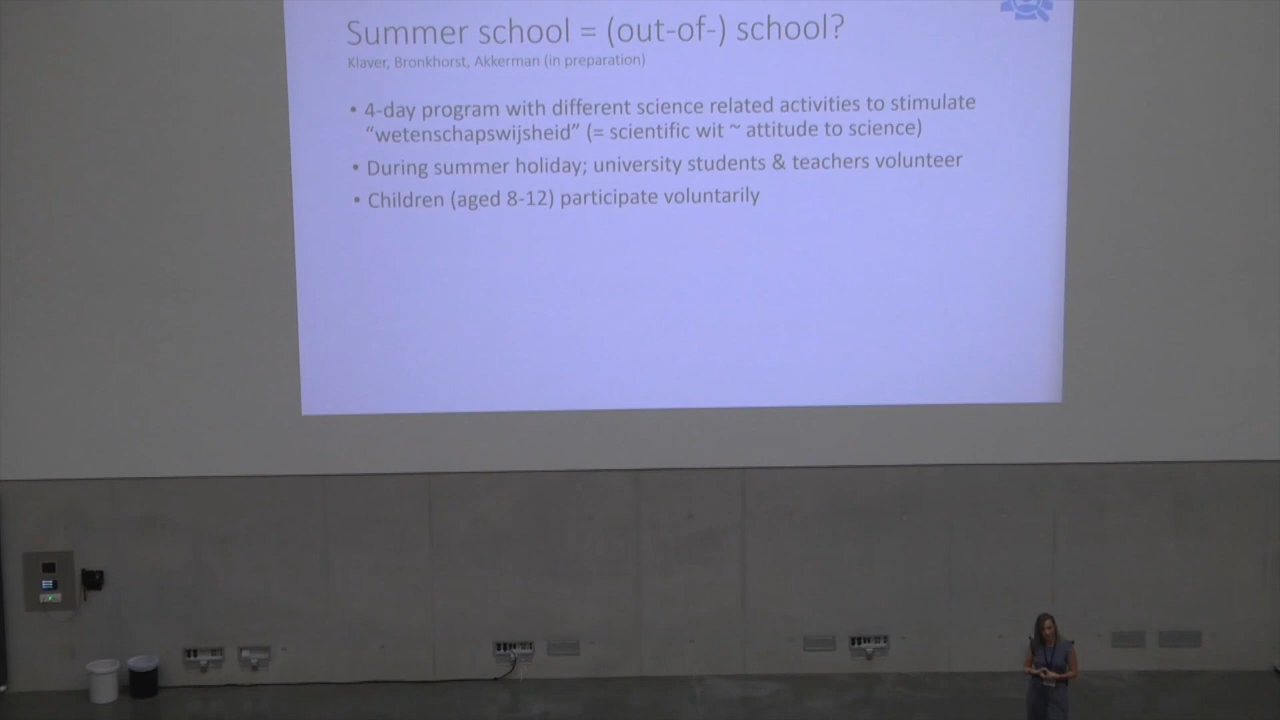 Summer school = (out-of-) school?
Klaver, Bronkhorst, Akkerman (in preparation)
• 4-day program with different science related activities to stimulate
“wetenschapswijsheid” (= scientific wit ~ attitude to science)
• During summer holiday; university students & teachers volunteer
• Children (aged 8-12) participate voluntarily